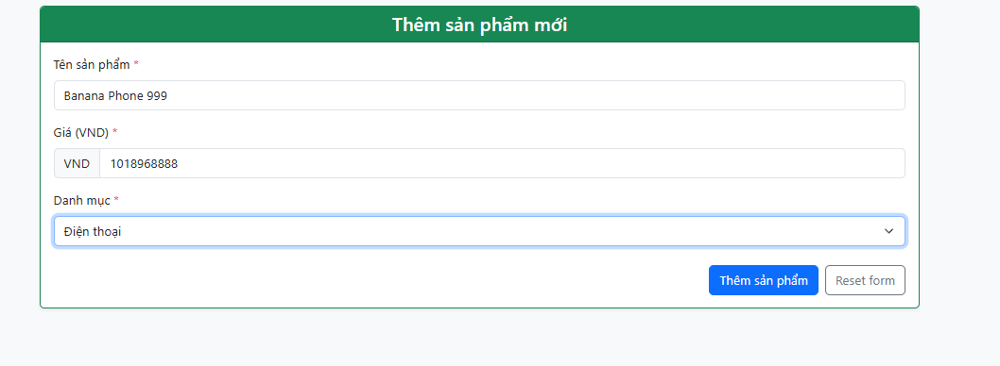 Thêm sản phẩm mới
Tên sản phẩm *
Banana Phone 999
Giá (VND) *
VND 1018968888
Danh mục *
Điện thoại
Thêm sản phẩm Reset form